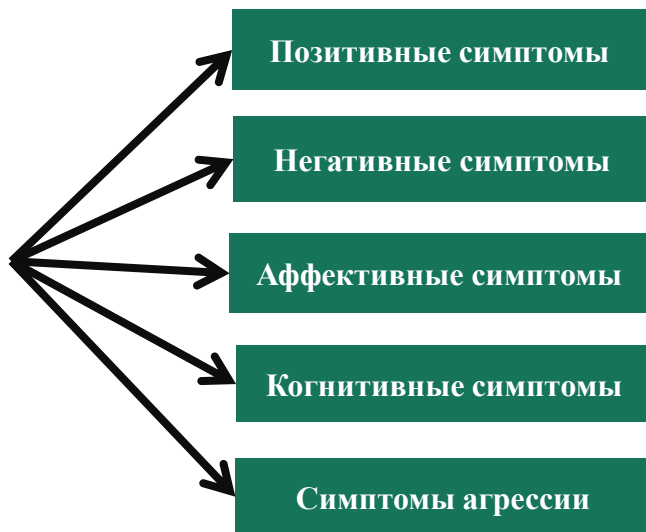 Позитивные симптомы
Негативные симптомы
Аффективные симптомы
Когнитивные симптомы
Симптомы агрессии